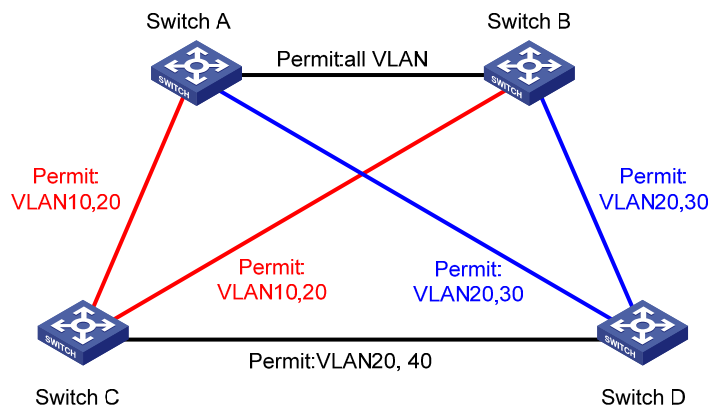 Switch A
Switch B
Permit:all VLAN
SWITCH
SWITCH
Permit:
VLAN10,20
Permit:
VLAN20,30
Permit:
VLAN10,20
Permit:
VLAN20,30
SWITCH
SWITCH
Permit:VLAN20, 40
Switch C
Switch D